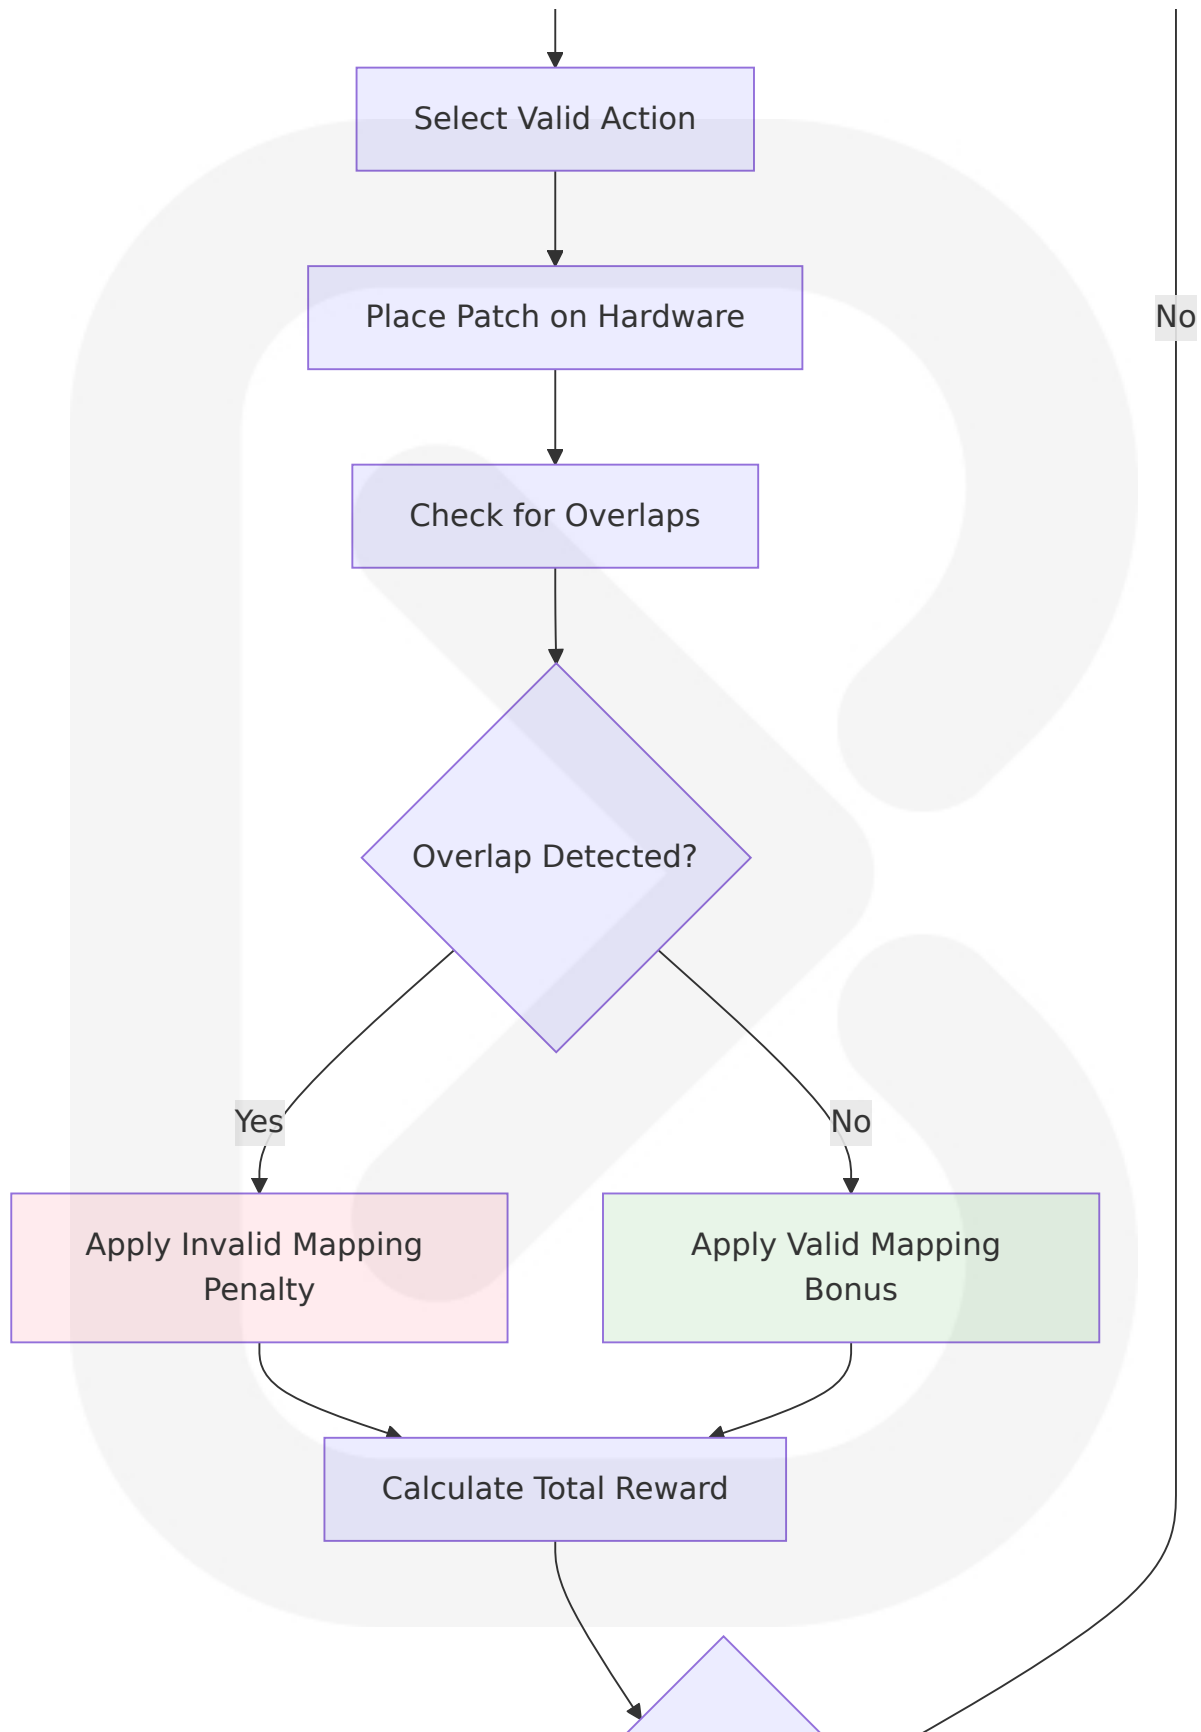 Select Valid Action
Place Patch on Hardware
No
Check for Overlaps
Overlap Detected?
Yes
No
Apply Invalid Mapping
Penalty
Apply Valid Mapping
Bonus
Calculate Total Reward